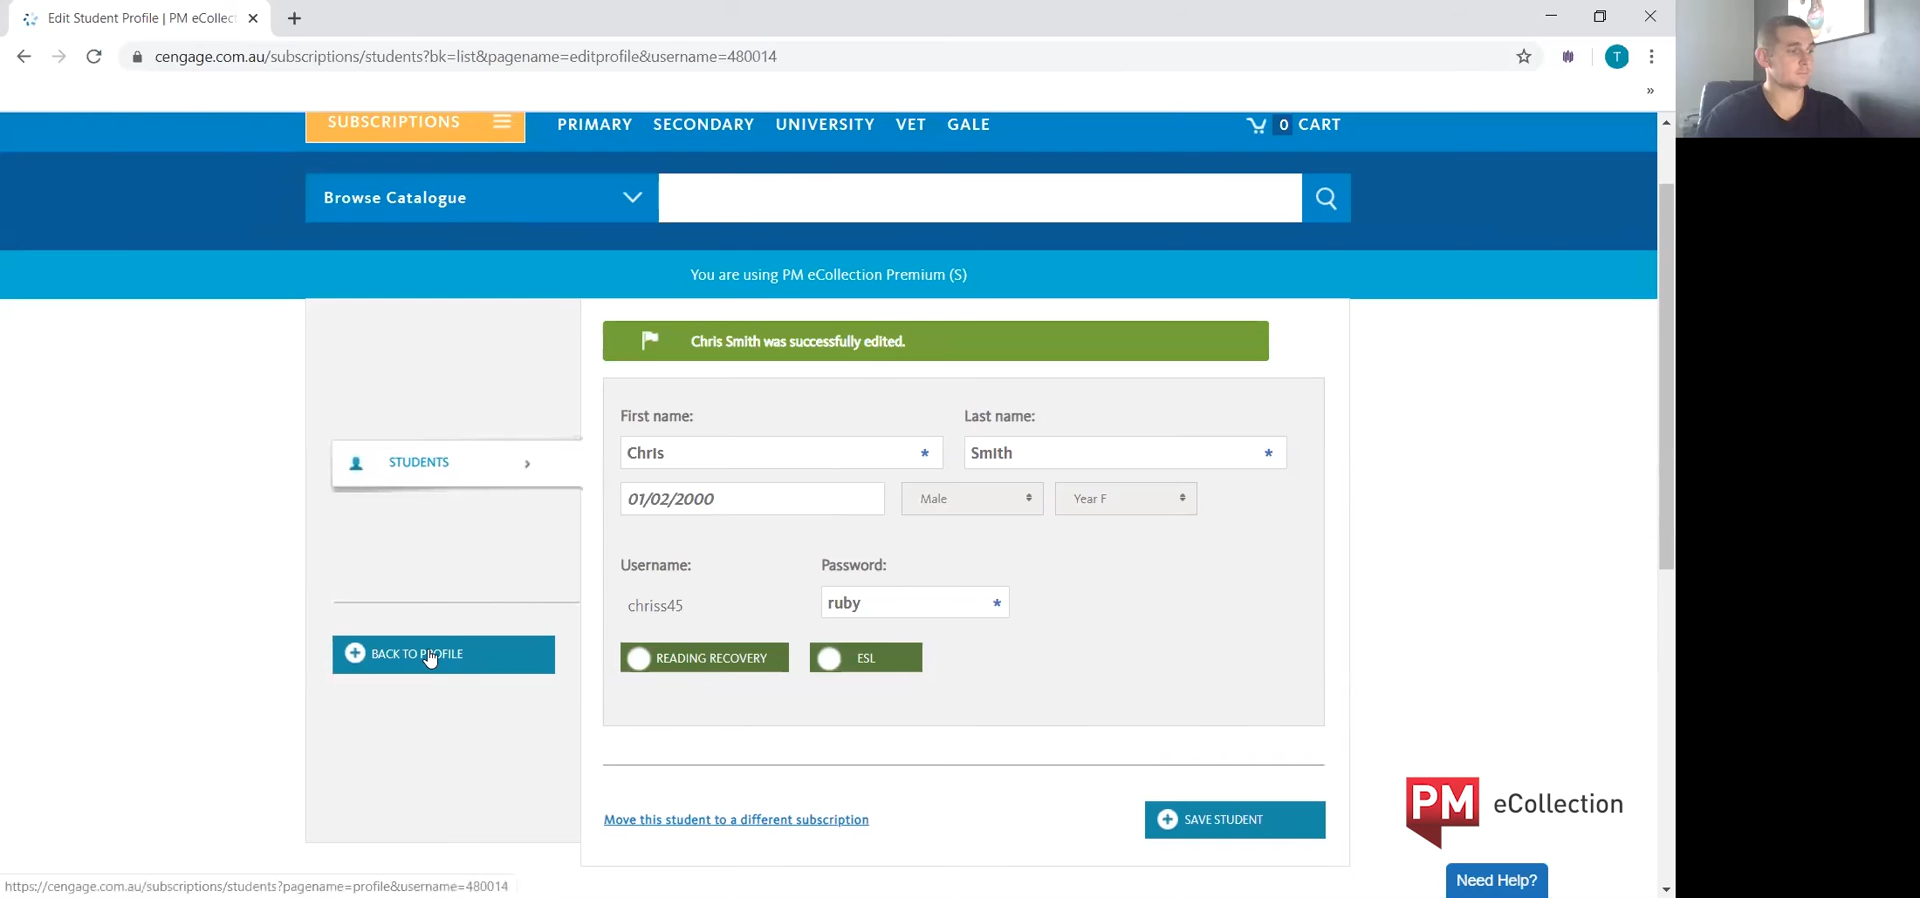 Edit Student Profile | PM eCollec
cengage.com.au/subscriptions/students?bk=list&pagename=editprofile&username=480014
T
»
SUBSCRIPTIONS
PRIMARY SECONDARY UNIVERSITY VET GALE
0 CART
Browse Catalogue
You are using PM eCollection Premium (S)
Chris Smith was successfully edited.
First name:
Last name:
Chris *
Smith *
STUDENTS
01/02/2000
Male
Year F
Username:
Password:
chriss45
ruby *
BACK TO PROFILE
READING RECOVERY
ESL
Move this student to a different subscription
SAVE STUDENT
PM eCollection
Need Help?
https://cengage.com.au/subscriptions/students?pagename=profile&username=480014